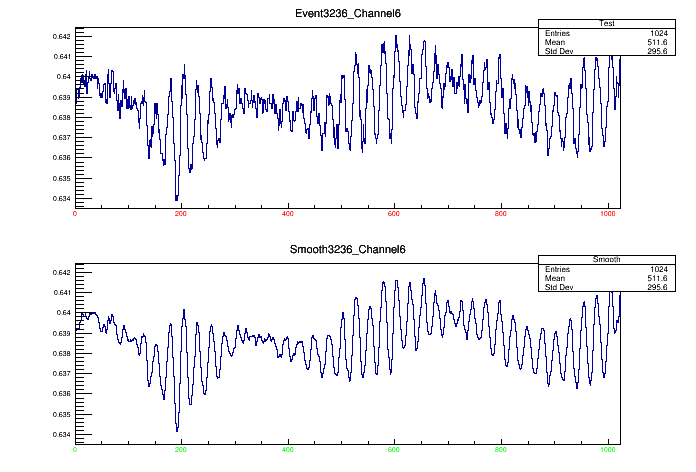 Event3236_Channel6
Test
Entries 1024
Mean 511.6
Std Dev 295.6
0.642
0.641
0.64
0.639
0.638
0.637
0.636
0.635
0.634
0 200 400 600 800 1000
Smooth3236_Channel6
Smooth
Entries 1024
Mean 511.6
Std Dev 295.6
0.642
0.641
0.64
0.639
0.638
0.637
0.636
0.635
0.634
0 200 400 600 800 1000